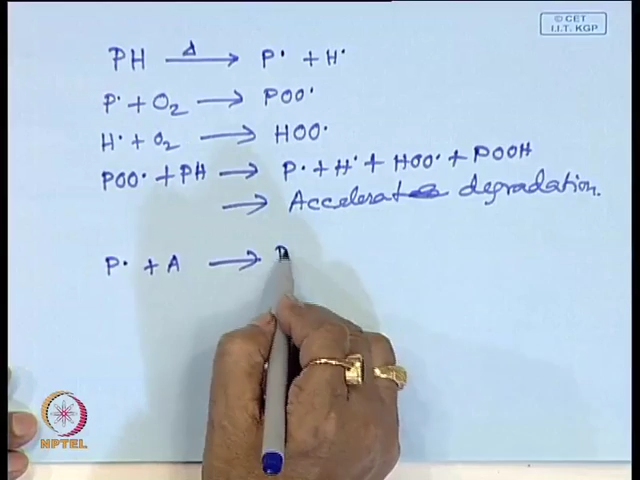 © CET
I.I.T. KGP
PH —Δ→ P· + H·
P· + O₂ → POO·
H· + O₂ → HOO·
POO· + PH → P· + H· + HOO· + POOH
→ Accelerate degradation.
P· + A →
NPTEL